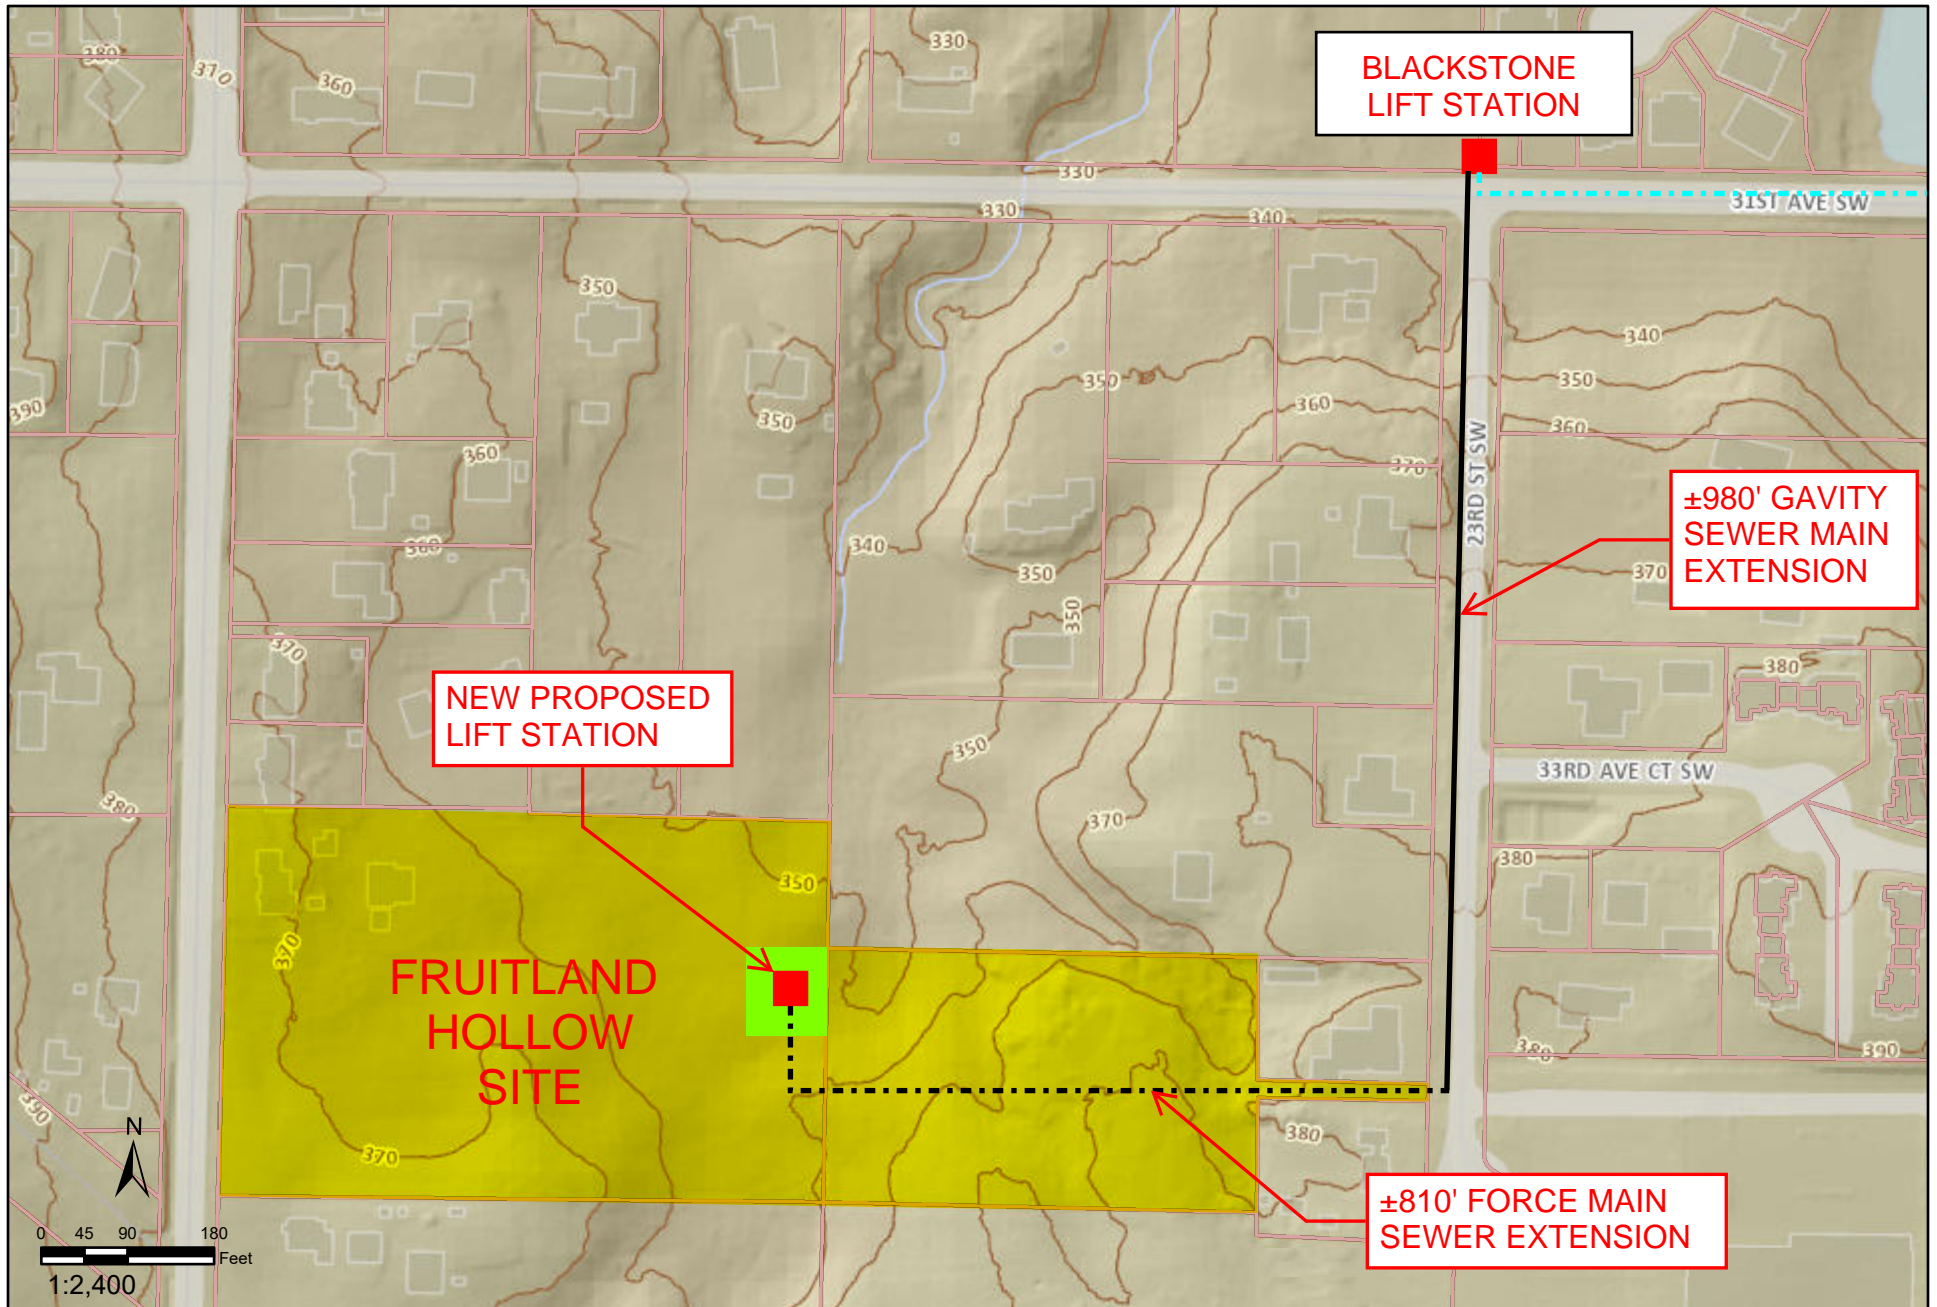 380
370
360
330
BLACKSTONE
LIFT STATION
330
330
340
31ST AVE SW
350
340
350
350
360
390
350
360
370
360
23RD ST SW
±980' GAVITY
SEWER MAIN
EXTENSION
360
340
350
370
350
370
380
NEW PROPOSED
LIFT STATION
350
33RD AVE CT SW
380
370
380
350
370
FRUITLAND
HOLLOW
SITE
380
390
390
N
370
380
±810' FORCE MAIN
SEWER EXTENSION
0 45 90 180
Feet
1:2,400